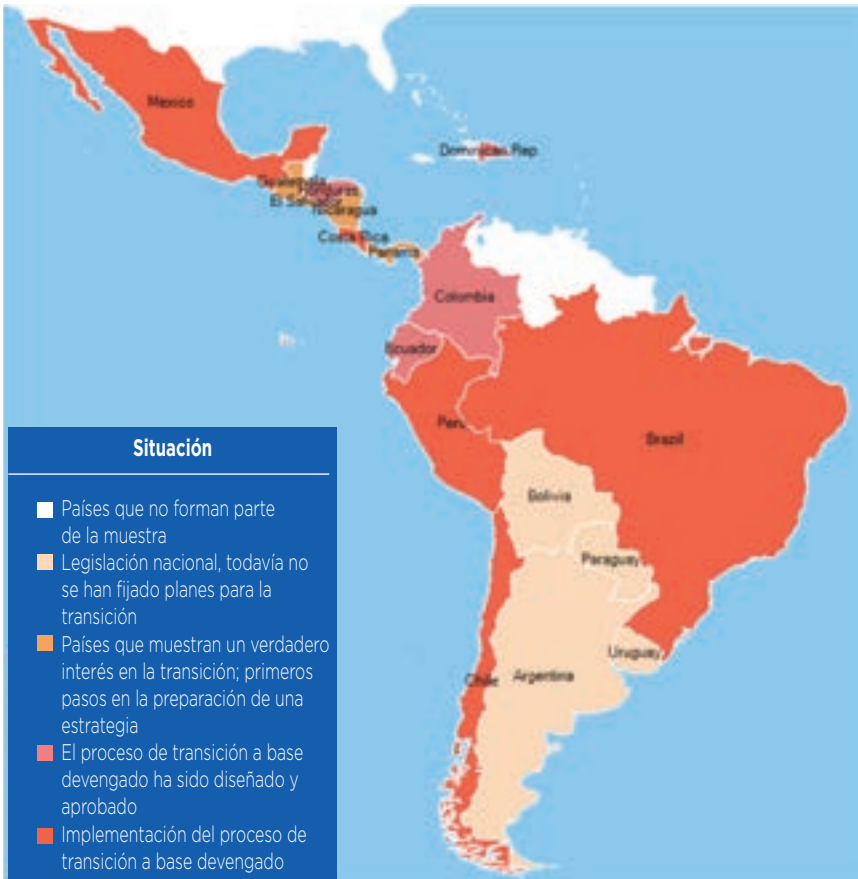 Mexico
Dominican Rep
Guatemala
Honduras
El Salvador
Nicaragua
Costa Rica
Panama
Colombia
Ecuador
Peru
Brazil
Bolivia
Paraguay
Uruguay
Chile
Argentina
Situación
Países que no forman parte
de la muestra
Legislación nacional, todavía no
se han fijado planes para la
transición
Países que muestran un verdadero
interés en la transición; primeros
pasos en la preparación de una
estrategia
El proceso de transición a base
devengado ha sido diseñado y
aprobado
Implementación del proceso de
transición a base devengado